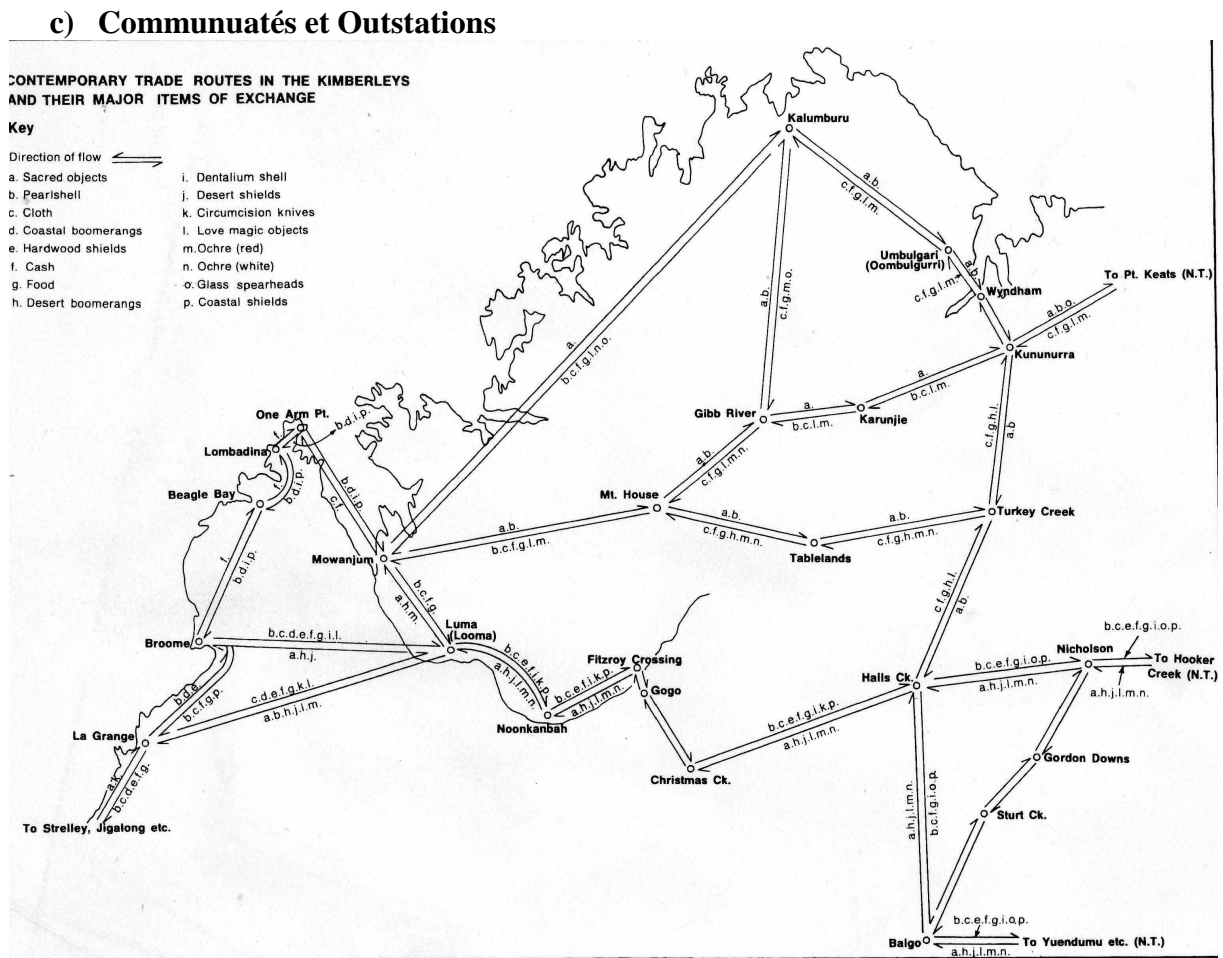 c) Communuatés et Outstations
CONTEMPORARY TRADE ROUTES IN THE KIMBERLEYS
AND THEIR MAJOR ITEMS OF EXCHANGE
Key
Direction of flow
a. Sacred objects
b. Pearlshell
c. Cloth
d. Coastal boomerangs
e. Hardwood shields
f. Cash
g. Food
h. Desert boomerangs
i. Dentalium shell
j. Desert shields
k. Circumcision knives
l. Love magic objects
m. Ochre (red)
n. Ochre (white)
o. Glass spearheads
p. Coastal shields
Kalumburu
a.b.
c.f.g.l.m.
Umbulgari
(Oombulgurri)
a.b.
c.f.g.l.m.
Wyndham
To Pt. Keats (N.T.)
a.b.o.
c.f.g.l.m.
Kununurra
a.b.
c.f.g.m.o.
a.
b.c.f.g.l.n.o.
a.
b.c.l.m.
Gibb River
a.
b.c.l.m.
Karunjie
c.f.g.h.l.
a.b
One Arm Pt.
b.d.i.p.
f.
Lombadina
f.
b.d.i.p.
Beagle Bay
b.d.i.p.
c.f.
a.b.
c.f.g.l.m.n.
Mt. House
a.b.
c.f.g.h.m.n.
a.b.
c.f.g.h.m.n.
Turkey Creek
Tablelands
a.b.
b.c.f.g.l.m.
Mowanjum
f.
b.d.i.p.
b.c.f.g.
a.h.m.
c.f.g.h.l.
a.b.
Broome
b.c.d.e.f.g.i.l.
a.h.j.
Luma
(Looma)
b.c.e.f.i.k.p.
a.h.j.l.m.n.
Fitzroy Crossing
b.c.e.f.i.k.p.
a.h.j.l.m.n.
Gogo
Noonkanbah
b.d.e.
b.c.f.g.p.
c.d.e.f.g.k.l.
a.b.h.j.l.m.
La Grange
a.k.
b.c.d.e.f.g.
To Strelley, Jigalong etc.
Christmas Ck.
b.c.e.f.g.i.k.p.
a.h.j.l.m.n.
Halls Ck.
b.c.e.f.g.i.o.p.
a.h.j.l.m.n.
Nicholson
b.c.e.f.g.i.o.p.
To Hooker
Creek (N.T.)
a.h.j.l.m.n.
Gordon Downs
Sturt Ck.
a.h.j.l.m.n.
b.c.f.g.i.o.p.
Balgo
b.c.e.f.g.i.o.p.
To Yuendumu etc. (N.T.)
a.h.j.l.m.n.